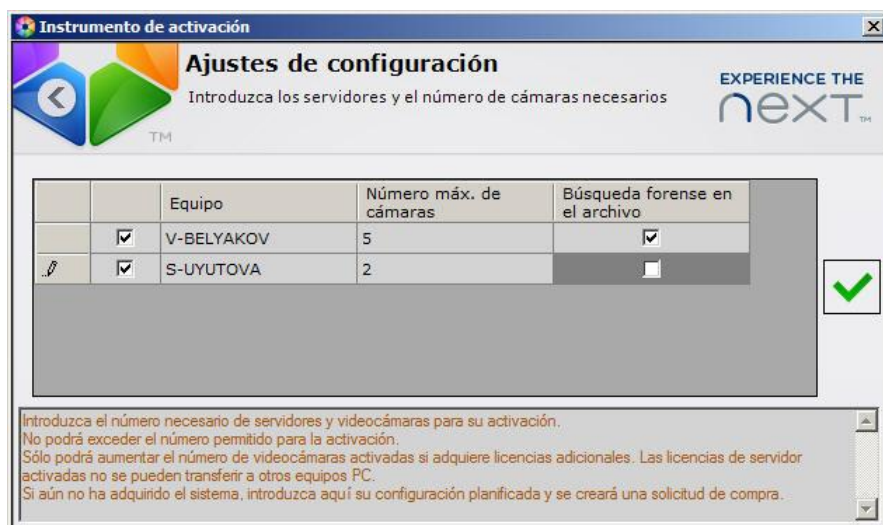 Instrumento de activación
Ajustes de configuración
Introduzca los servidores y el número de cámaras necesarios
EXPERIENCE THE
next™
TM
Equipo
Número máx. de
cámaras
Búsqueda forense en
el archivo
V-BELYAKOV 5
S-UYUTOVA 2
Introduzca el número necesario de servidores y videocámaras para su activación.
No podrá exceder el número permitido para la activación.
Sólo podrá aumentar el número de videocámaras activadas si adquiere licencias adicionales. Las licencias de servidor
activadas no se pueden transferir a otros equipos PC.
Si aún no ha adquirido el sistema, introduzca aquí su configuración planificada y se creará una solicitud de compra.